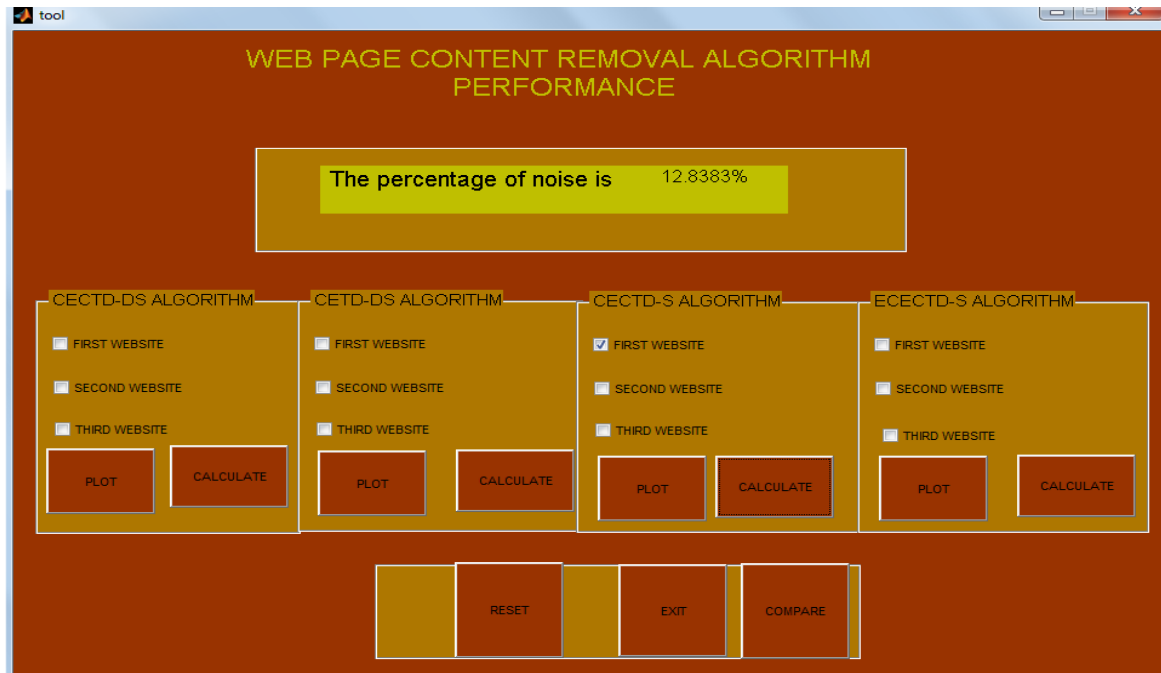 tool
WEB PAGE CONTENT REMOVAL ALGORITHM
PERFORMANCE
The percentage of noise is 12.8383%
CECTD-DS ALGORITHM
FIRST WEBSITE
SECOND WEBSITE
THIRD WEBSITE
PLOT
CALCULATE
CETD-DS ALGORITHM
FIRST WEBSITE
SECOND WEBSITE
THIRD WEBSITE
PLOT
CALCULATE
CECTD-S ALGORITHM
FIRST WEBSITE
SECOND WEBSITE
THIRD WEBSITE
PLOT
CALCULATE
ECECTD-S ALGORITHM
FIRST WEBSITE
SECOND WEBSITE
THIRD WEBSITE
PLOT
CALCULATE
RESET
EXIT
COMPARE